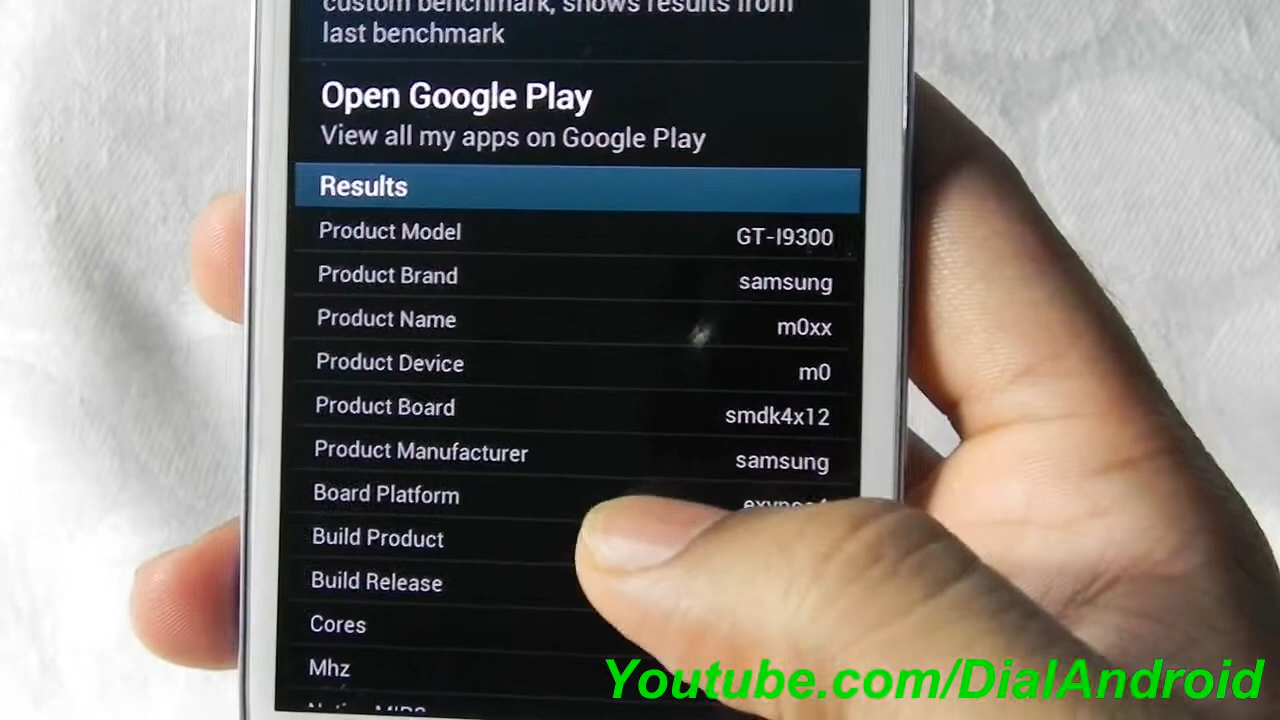 custom benchmark, shows results from
last benchmark
Open Google Play
View all my apps on Google Play
Results
Product Model GT-I9300
Product Brand samsung
Product Name m0xx
Product Device m0
Product Board smdk4x12
Product Manufacturer samsung
Board Platform
Build Product
Build Release
Cores
Mhz
Youtube.com/DialAndroid